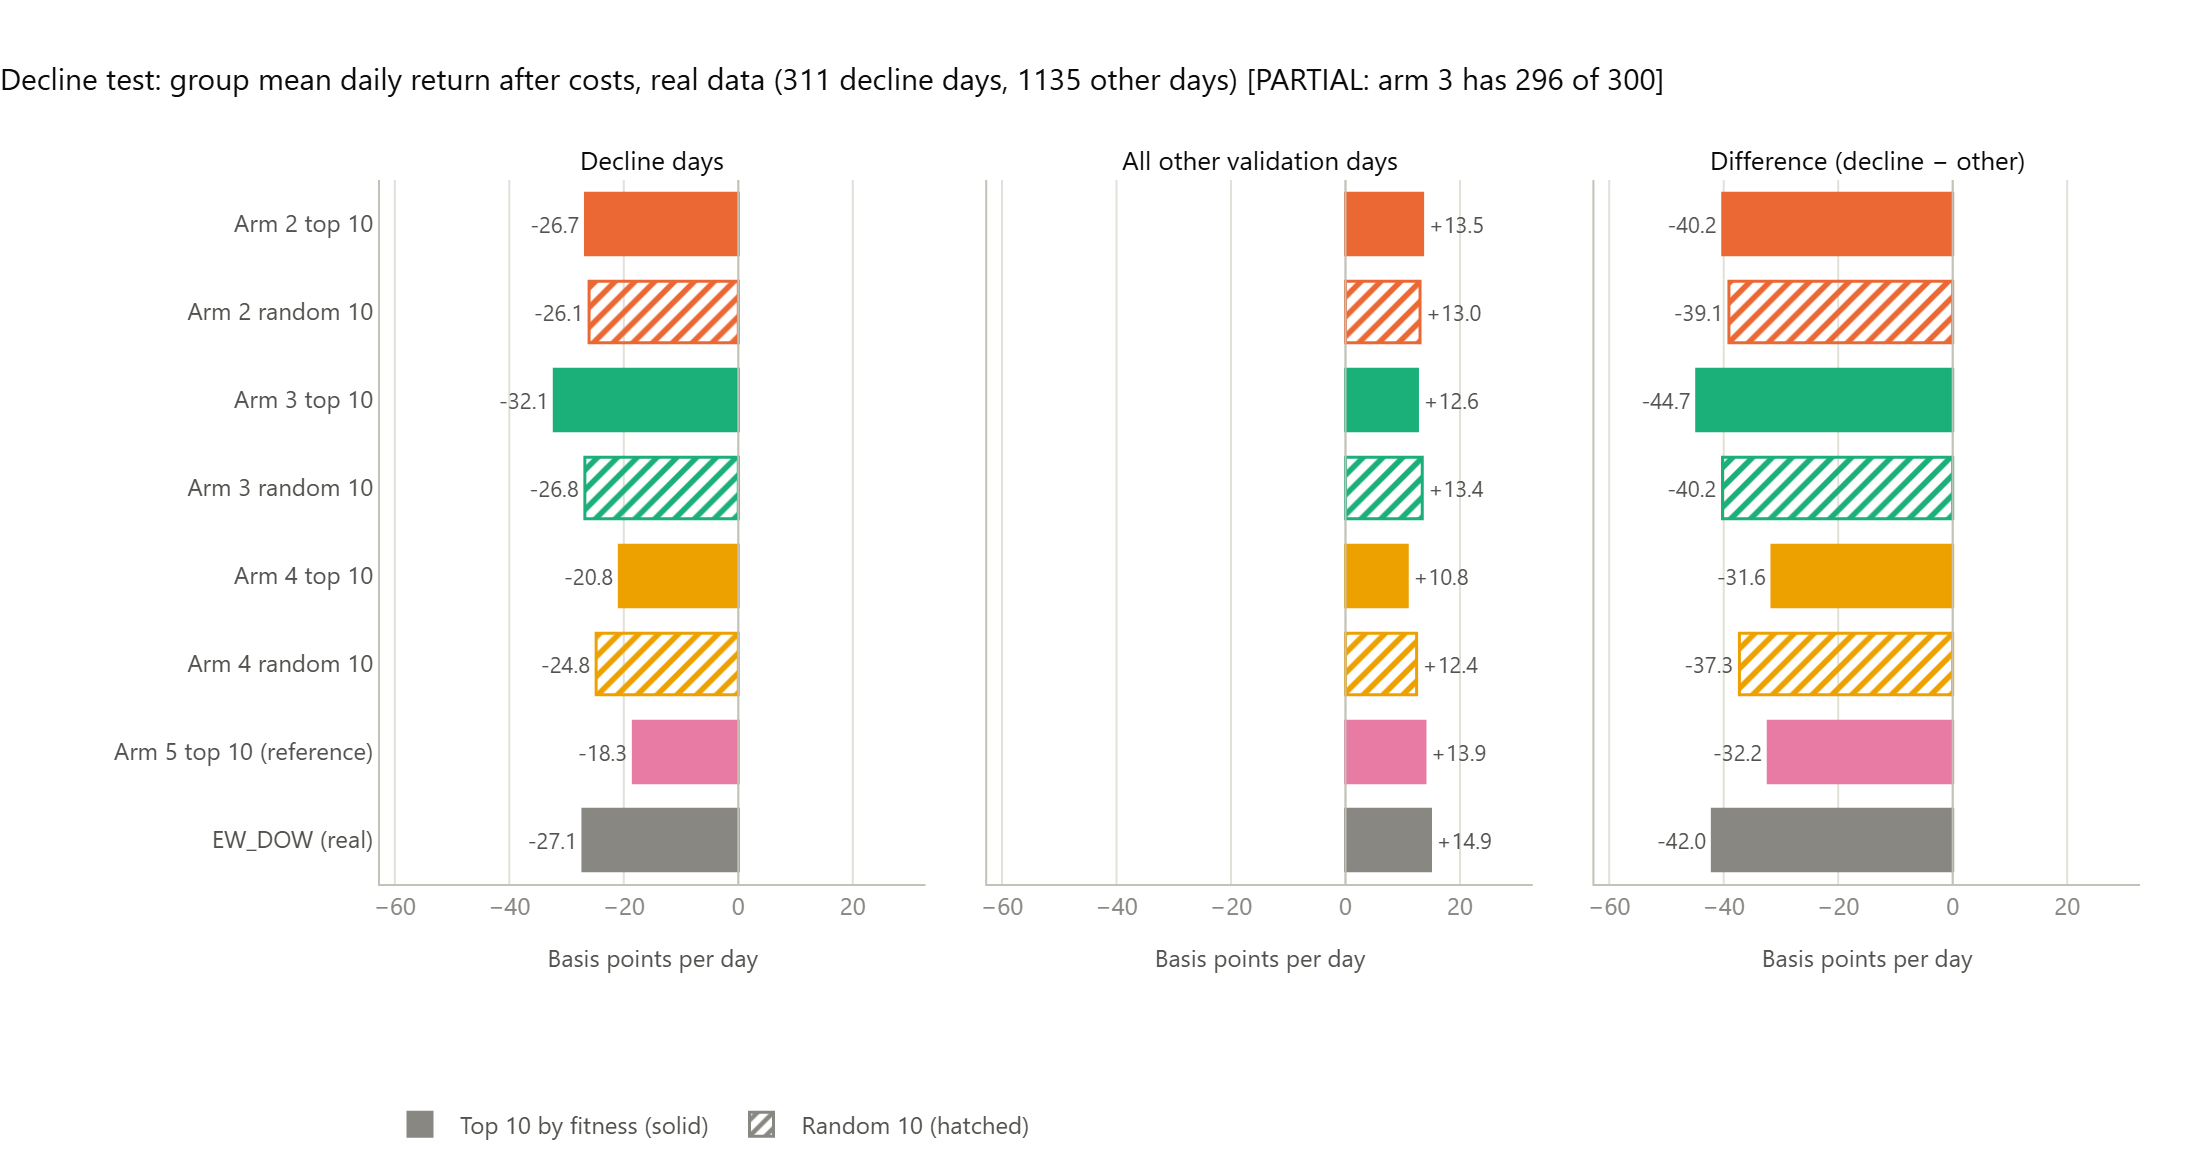 Decline test: group mean daily return after costs, real data (311 decline days, 1135 other days) [PARTIAL: arm 3 has 296 of 300]
Decline days
All other validation days
Difference (decline − other)
Arm 2 top 10
-26.7
+13.5
-40.2
Arm 2 random 10
-26.1
+13.0
-39.1
Arm 3 top 10
-32.1
+12.6
-44.7
Arm 3 random 10
-26.8
+13.4
-40.2
Arm 4 top 10
-20.8
+10.8
-31.6
Arm 4 random 10
-24.8
+12.4
-37.3
Arm 5 top 10 (reference)
-18.3
+13.9
-32.2
EW_DOW (real)
-27.1
+14.9
-42.0
−60 −40 −20 0 20
−60 −40 −20 0 20
−60 −40 −20 0 20
Basis points per day
Basis points per day
Basis points per day
Top 10 by fitness (solid)
Random 10 (hatched)